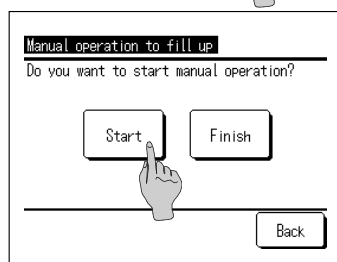 Manual operation to fill up
Do you want to start manual operation?
Start
Finish
Back